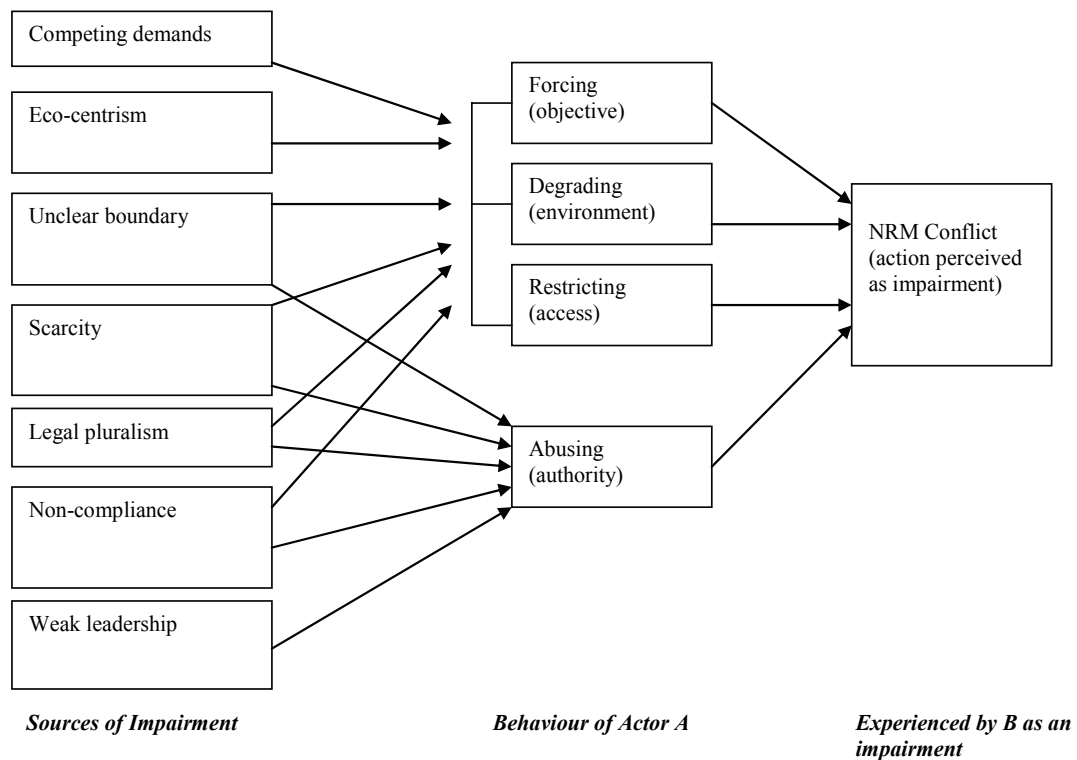 Competing demands
Eco-centrism
Unclear boundary
Scarcity
Legal pluralism
Non-compliance
Weak leadership
Forcing
(objective)
Degrading
(environment)
Restricting
(access)
Abusing
(authority)
NRM Conflict
(action perceived
as impairment)
Sources of Impairment
Behaviour of Actor A
Experienced by B as an
impairment